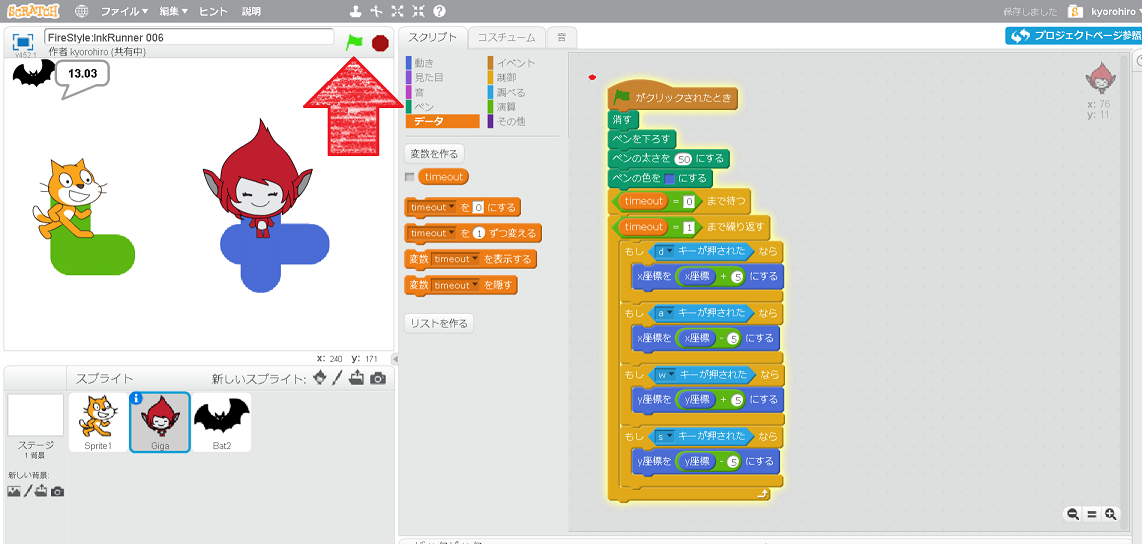 SCRATCH ファイル 編集 ヒント 説明 保存しました kyorohiro
FireStyle:InkRunner 006
作者 kyorohiro (共有中)
v452.1
プロジェクトページ参照
スクリプト コスチューム 音
13.03
動き イベント
見た目 制御
音 調べる
ペン 演算
データ その他
変数を作る
timeout
timeout を 0 にする
timeout を 1 ずつ変える
変数 timeout を表示する
変数 timeout を隠す
リストを作る
がクリックされたとき
消す
ペンを下ろす
ペンの太さを 50 にする
ペンの色を にする
timeout = 0 まで待つ
timeout = 1 まで繰り返す
もし d キーが押された なら
x座標を x座標 + 5 にする
もし a キーが押された なら
x座標を x座標 - 5 にする
もし w キーが押された なら
y座標を y座標 + 5 にする
もし s キーが押された なら
y座標を y座標 - 5 にする
x: 76
y: 11
x: 240 y: 171
スプライト 新しいスプライト:
Sprite1 Giga Bat2
ステージ
1 背景
新しい背景: